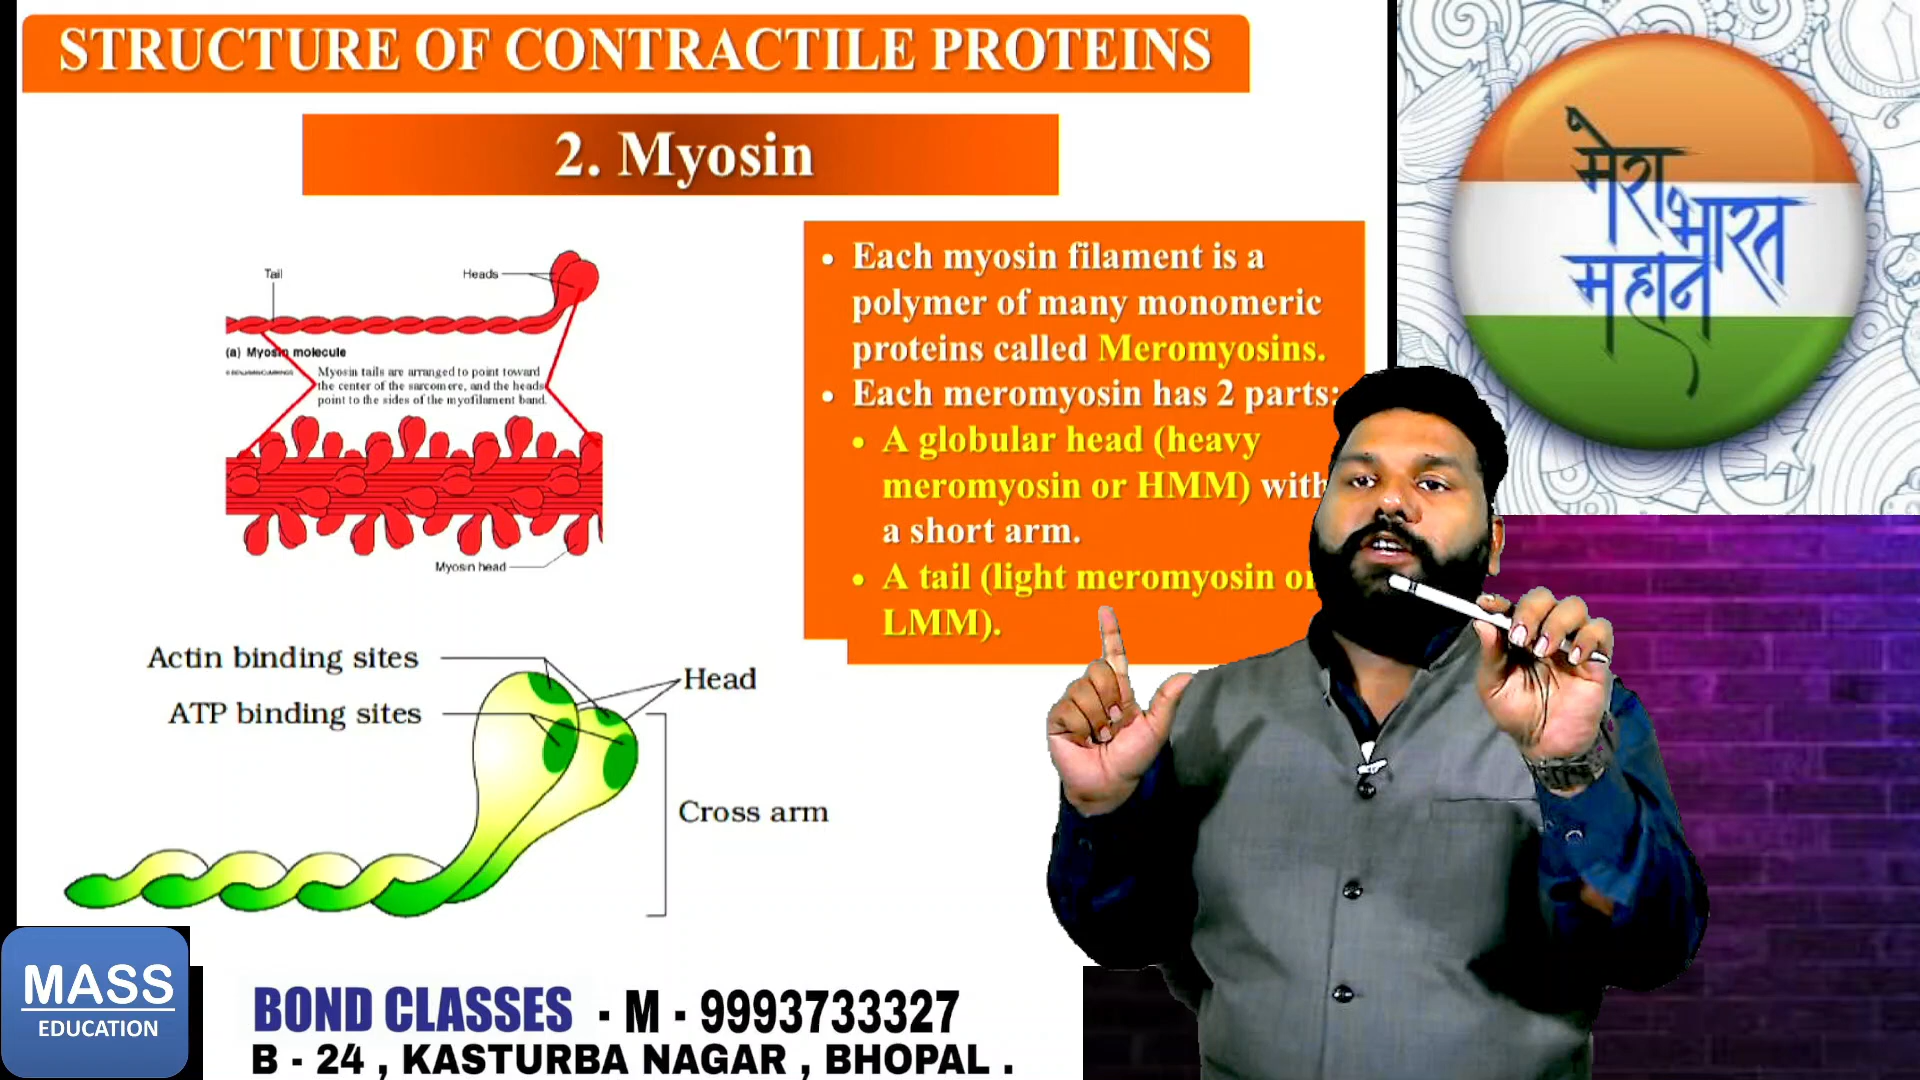 STRUCTURE OF CONTRACTILE PROTEINS
2. Myosin
Tail
Heads
(a) Myosin molecule
Myosin tails are arranged to point toward
the center of the sarcomere, and the heads
point to the sides of the myofilament band.
Myosin head
• Each myosin filament is a
polymer of many monomeric
proteins called Meromyosins.
• Each meromyosin has 2 parts:
• A globular head (heavy
meromyosin or HMM) with
a short arm.
• A tail (light meromyosin or
LMM).
Actin binding sites
ATP binding sites
Head
Cross arm
मेरा
भारत
महान
MASS
EDUCATION
BOND CLASSES - M - 9993733327
B - 24 , KASTURBA NAGAR , BHOPAL .